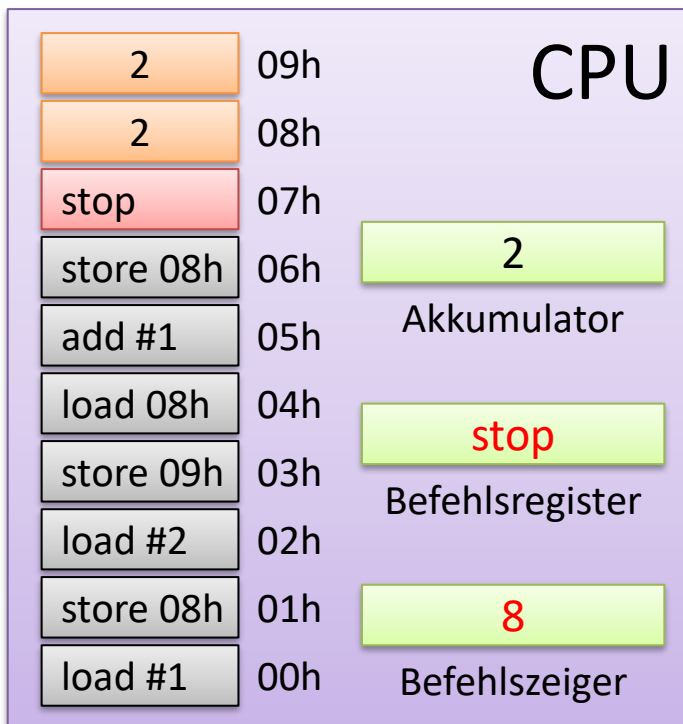 CPU
2 09h
2 08h
stop 07h
store 08h 06h
add #1 05h
load 08h 04h
store 09h 03h
load #2 02h
store 08h 01h
load #1 00h
2
Akkumulator
stop
Befehlsregister
8
Befehlszeiger